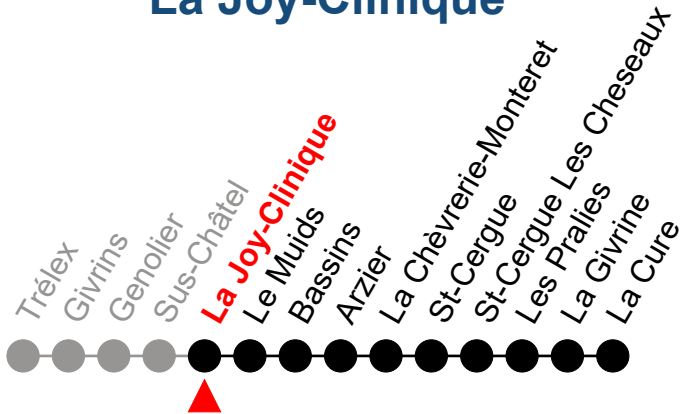 La Joy-Clinique
Trélex
Givrins
Genolier
Sus-Châtel
La Joy-Clinique
Le Muids
Bassins
Arzier
La Chèvrerie-Monteret
St-Cergue
St-Cergue Les Cheseaux
Les Pralies
La Givrine
La Cure